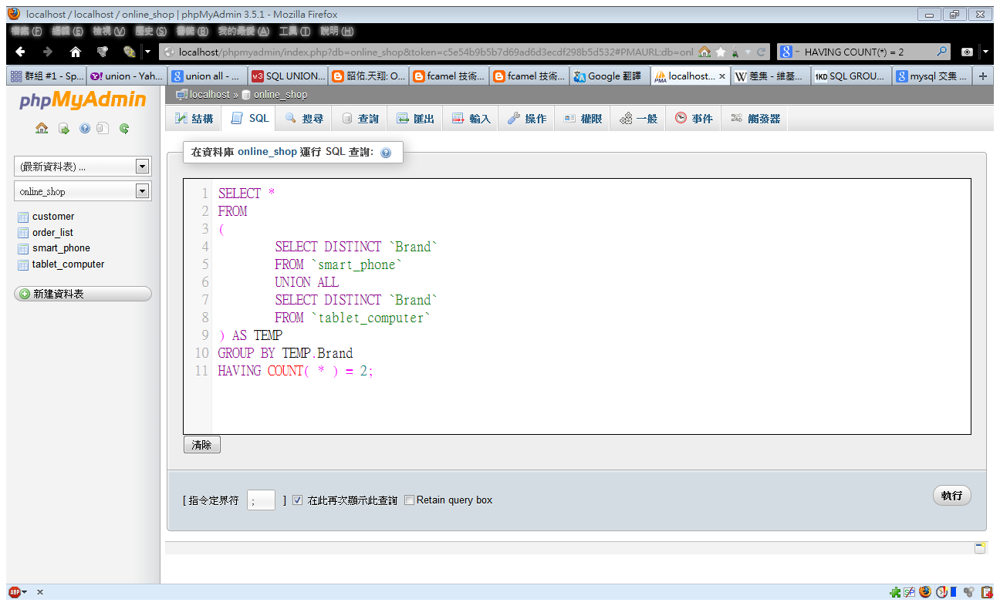 localhost / localhost / online_shop | phpMyAdmin 3.5.1 - Mozilla Firefox
檔案 (F) 編輯 (E) 檢視 (V) 歷史 (S) 書籤 (B) 我的最愛 (A) 工具 (T) 說明 (H)
localhost/phpmyadmin/index.php?db=online_shop&token=c5e54b9b5b7d69ad6d3ecdf298b5d532#PMAURL:db=onl
HAVING COUNT(*) = 2
群組 #1 - Sp... union - Yah... union all - ... SQL UNION... 昭佑.天翔: O... fcamel 技術... fcamel 技術... Google 翻譯 localhost... 差集 - 維基... SQL GROU... mysql 交集 ...
phpMyAdmin
localhost » online_shop
結構 SQL 搜尋 查詢 匯出 輸入 操作 權限 一般 事件 觸發器
(最新資料表) ...
online_shop
customer
order_list
smart_phone
tablet_computer
新建資料表
在資料庫 online_shop 運行 SQL 查詢:
1 SELECT *
2 FROM
3 (
4 SELECT DISTINCT `Brand`
5 FROM `smart_phone`
6 UNION ALL
7 SELECT DISTINCT `Brand`
8 FROM `tablet_computer`
9 ) AS TEMP
10 GROUP BY TEMP.Brand
11 HAVING COUNT( * ) = 2;
清除
[ 指令定界符 ; ] 在此再次顯示此查詢 Retain query box
執行
ABP